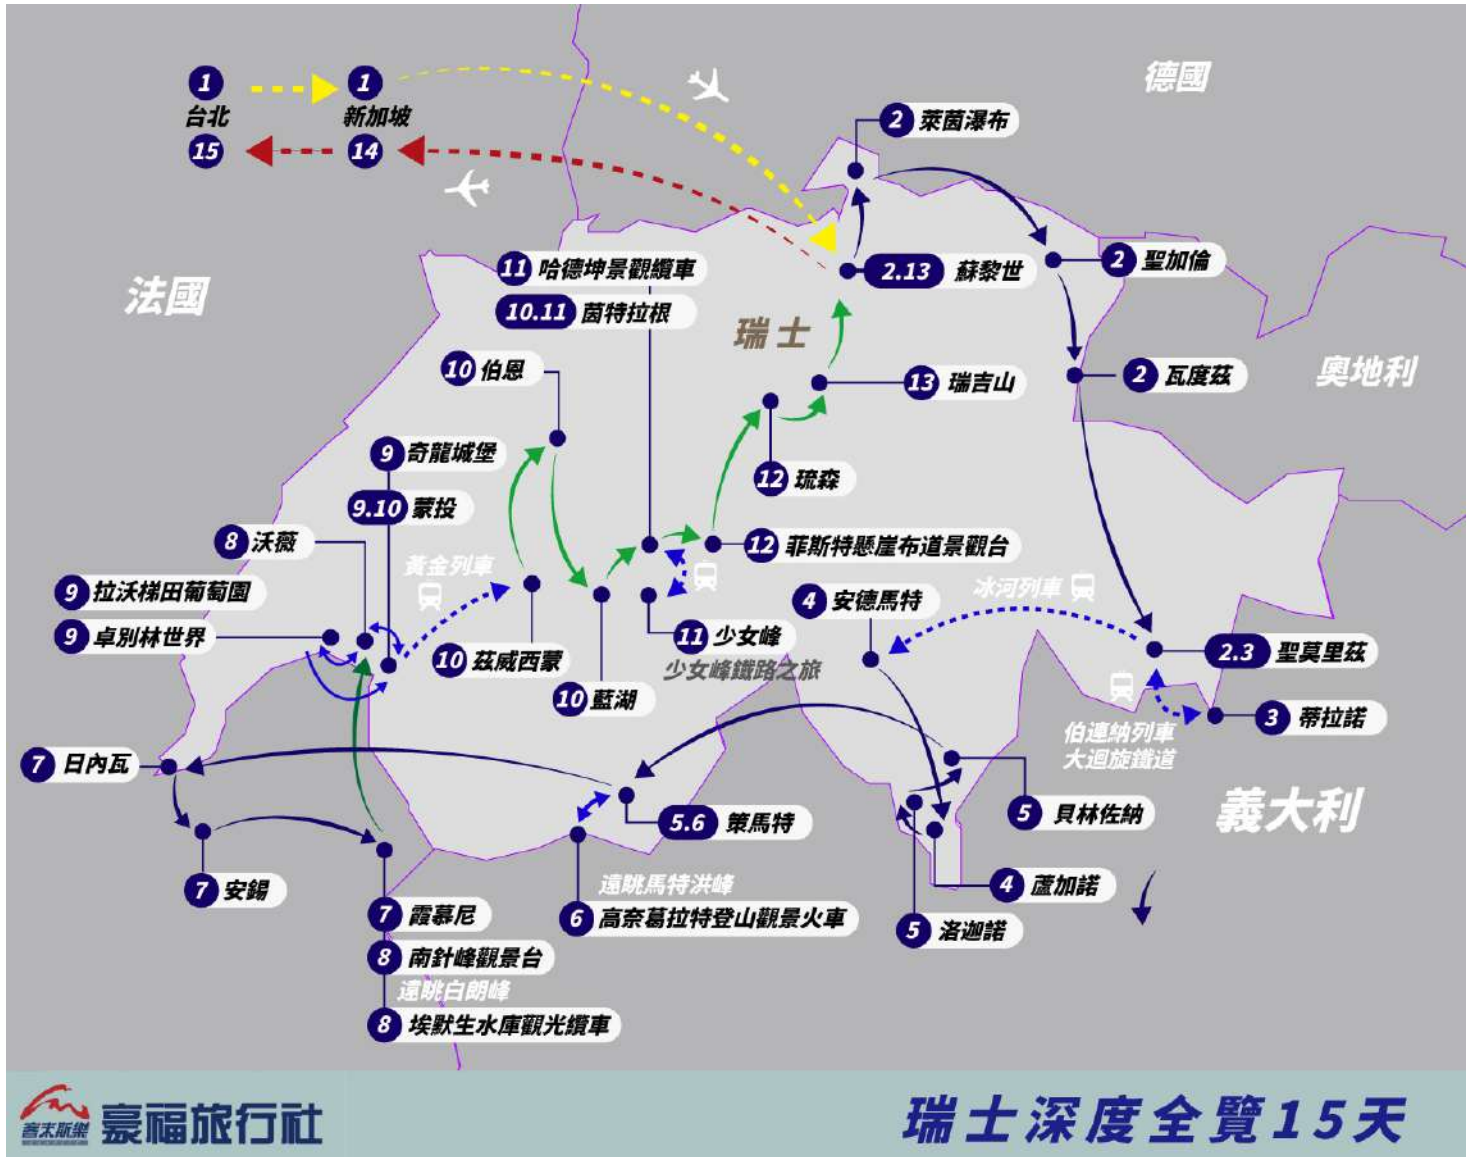 1
台北
15
1
新加坡
14
德國
2 萊茵瀑布
法國
11 哈德坤景觀纜車
10.11 茵特拉根
2.13 蘇黎世
2 聖加倫
瑞士
10 伯恩
13 瑞吉山
2 瓦度茲
奧地利
9 奇龍城堡
9.10 蒙投
12 琉森
8 沃薇
黃金列車
12 菲斯特懸崖布道景觀台
9 拉沃梯田葡萄園
9 卓別林世界
4 安德馬特
冰河列車
11 少女峰
少女峰鐵路之旅
10 茲威西蒙
10 藍湖
2.3 聖莫里茲
3 蒂拉諾
伯連納列車
大迴旋鐵道
7 日內瓦
5.6 策馬特
5 貝林佐納
義大利
7 安錫
4 蘆加諾
遠眺馬特洪峰
6 高奈葛拉特登山觀景火車
5 洛迦諾
7 霞慕尼
8 南針峰觀景台
遠眺白朗峰
8 埃默生水庫觀光纜車
喜太斯樂
豪福旅行社
瑞士深度全覽15天